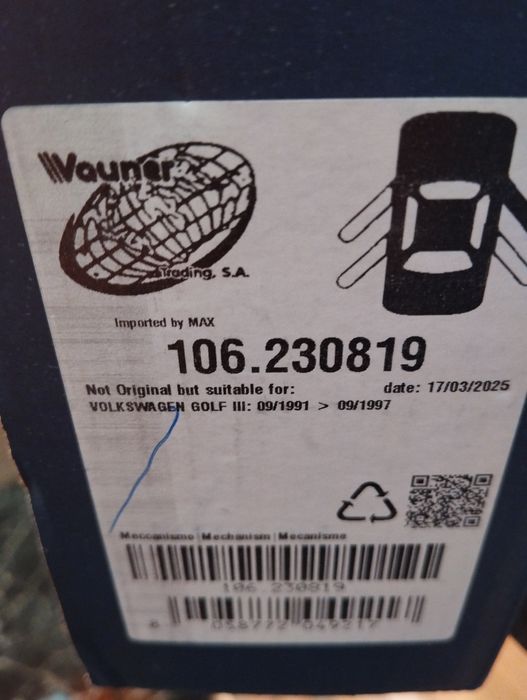 Vauner
Trading, S.A.
Imported by MAX
106.230819
Not Original but suitable for: date: 17/03/2025
VOLKSWAGEN GOLF III: 09/1991 > 09/1997
Meccanismo | Mechanism | Mecanismo
106.230819